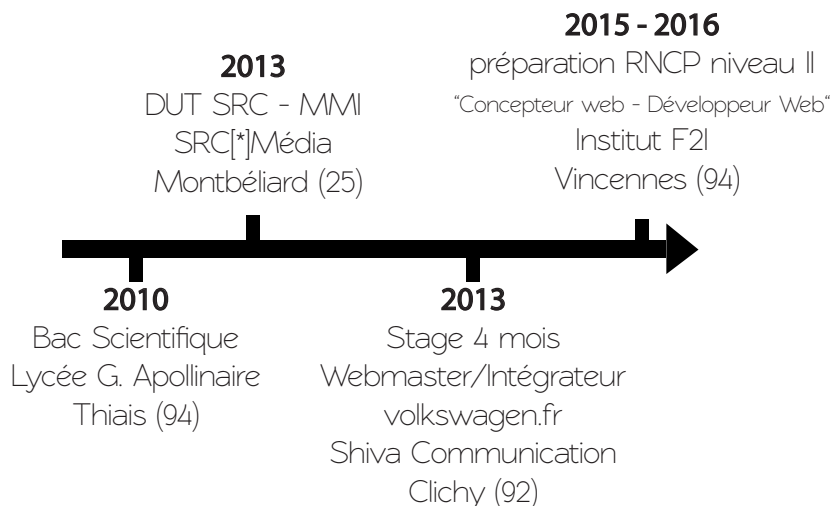 2010
Bac Scientifique
Lycée G. Apollinaire
Thiais (94)
2013
DUT SRC - MMI
SRC[*]Média
Montbéliard (25)
2013
Stage 4 mois
Webmaster/Intégrateur
volkswagen.fr
Shiva Communication
Clichy (92)
2015 - 2016
préparation RNCP niveau II
“Concepteur web - Développeur Web“
Institut F2I
Vincennes (94)